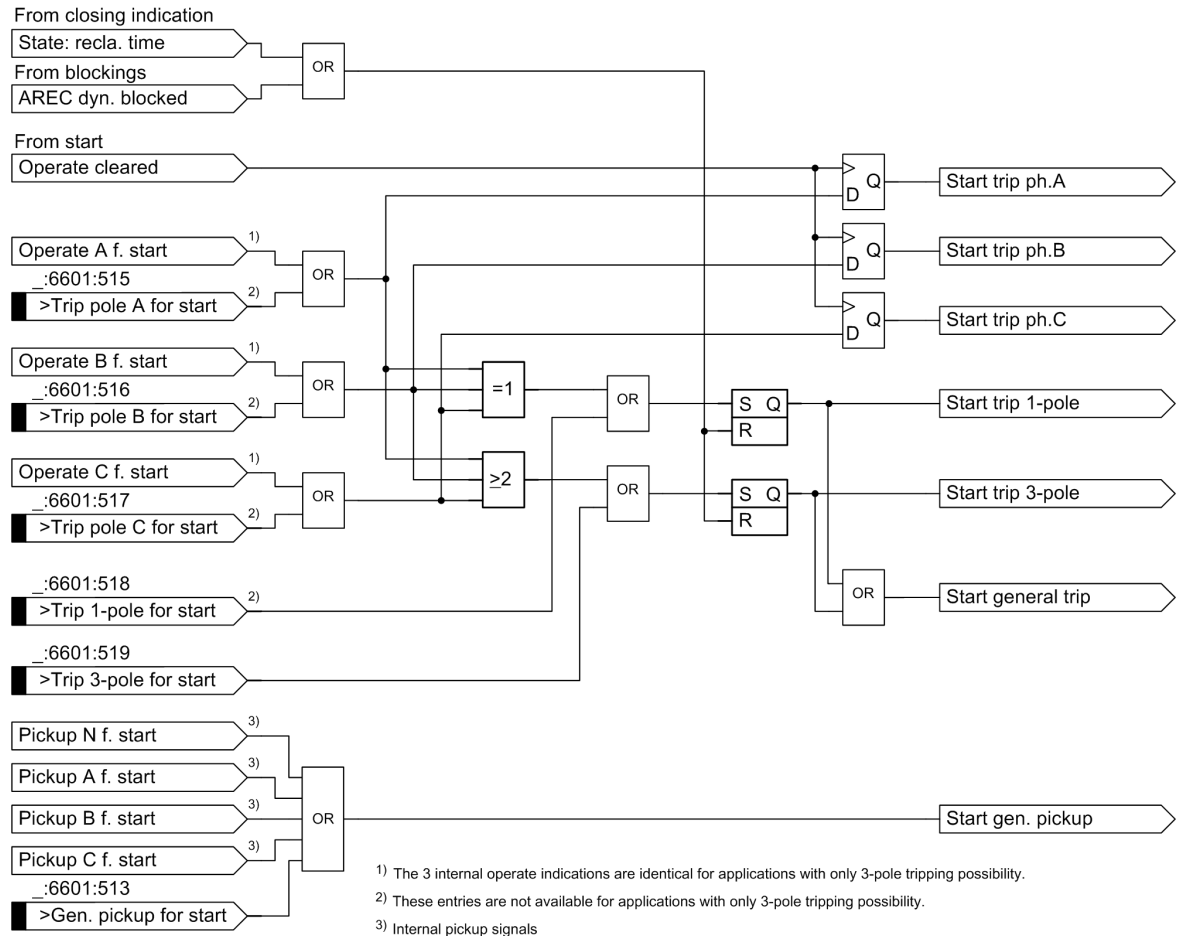 From closing indication
State: recla. time
OR
From blockings
AREC dyn. blocked
From start
Operate cleared
> Q
D
Start trip ph.A
Operate A f. start
1)
OR
_:6601:515
>Trip pole A for start
2)
> Q
D
Start trip ph.B
> Q
D
Start trip ph.C
Operate B f. start
1)
OR
_:6601:516
>Trip pole B for start
2)
=1
OR
S Q
R
Start trip 1-pole
Operate C f. start
1)
OR
_:6601:517
>Trip pole C for start
2)
≥2
OR
S Q
R
Start trip 3-pole
_:6601:518
>Trip 1-pole for start
2)
OR
Start general trip
_:6601:519
>Trip 3-pole for start
Pickup N f. start
3)
Pickup A f. start
3)
Pickup B f. start
3)
OR
Start gen. pickup
Pickup C f. start
3)
_:6601:513
>Gen. pickup for start
1) The 3 internal operate indications are identical for applications with only 3-pole tripping possibility.
2) These entries are not available for applications with only 3-pole tripping possibility.
3) Internal pickup signals